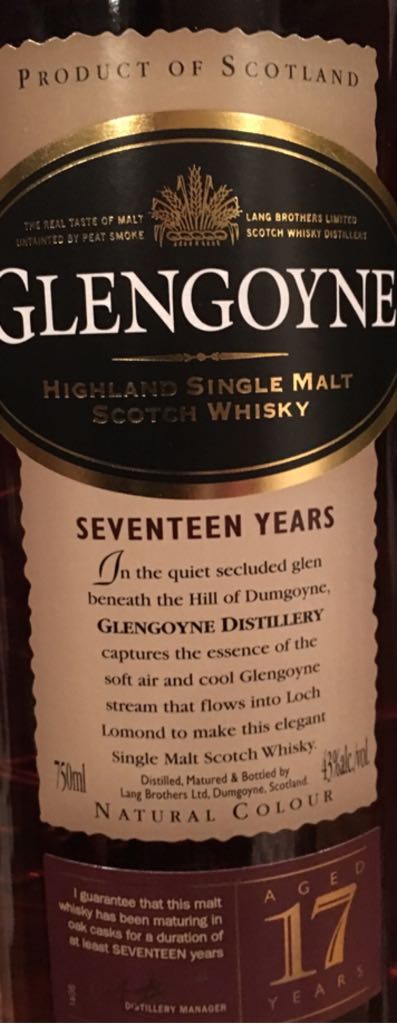 PRODUCT OF SCOTLAND
THE REAL TASTE OF MALT
UNTAINTED BY PEAT SMOKE
LANG BROTHERS LIMITED
SCOTCH WHISKY DISTILLERS
GLENGOYNE
HIGHLAND SINGLE MALT
SCOTCH WHISKY
SEVENTEEN YEARS
In the quiet secluded glen
beneath the Hill of Dumgoyne,
GLENGOYNE DISTILLERY
captures the essence of the
soft air and cool Glengoyne
stream that flows into Loch
Lomond to make this elegant
Single Malt Scotch Whisky.
750ml
Distilled, Matured & Bottled by
Lang Brothers Ltd, Dumgoyne, Scotland.
43%alc./vol.
NATURAL COLOUR
I guarantee that this malt
whisky has been maturing in
oak casks for a duration of
at least SEVENTEEN years
DISTILLERY MANAGER
AGED
17
YEARS